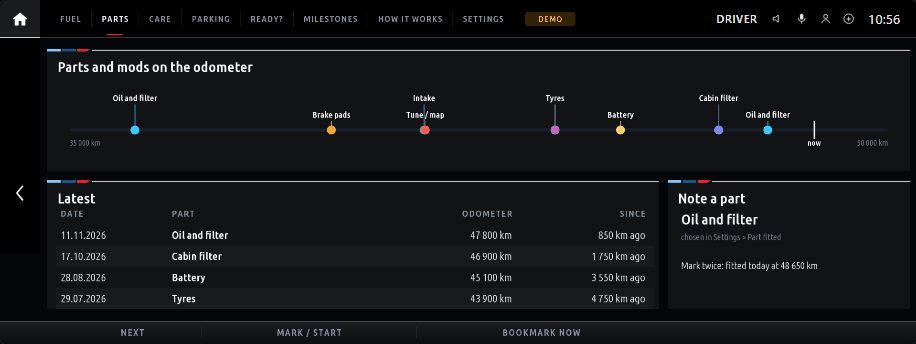 FUEL PARTS CARE PARKING READY? MILESTONES HOW IT WORKS SETTINGS DEMO DRIVER 10:56
Parts and mods on the odometer
Oil and filter Intake Tyres Cabin filter
Brake pads Tune / map Battery Oil and filter
35 000 km now 50 000 km
Latest
DATE PART ODOMETER SINCE
11.11.2026 Oil and filter 47 800 km 850 km ago
17.10.2026 Cabin filter 46 900 km 1 750 km ago
28.08.2026 Battery 45 100 km 3 550 km ago
29.07.2026 Tyres 43 900 km 4 750 km ago
Note a part
Oil and filter
chosen in Settings > Part fitted
Mark twice: fitted today at 48 650 km
NEXT MARK / START BOOKMARK NOW